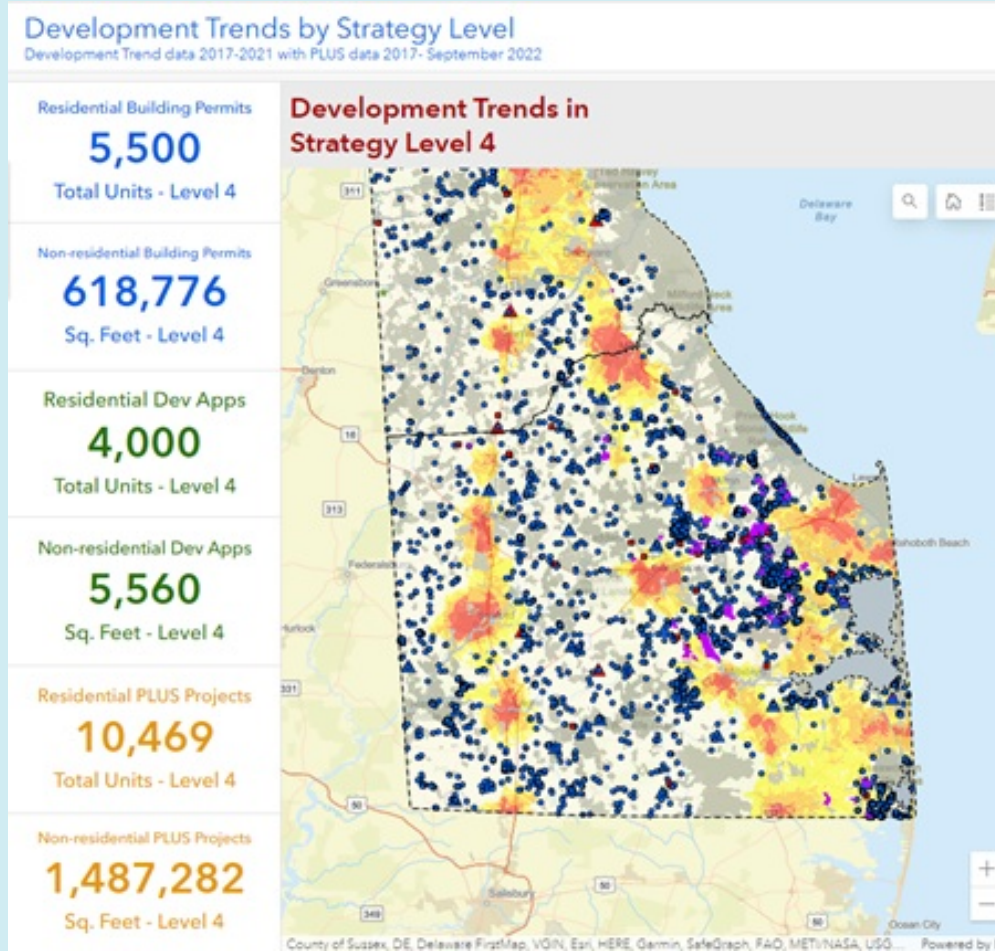 Development Trends by Strategy Level
Development Trend data 2017-2021 with PLUS data 2017- September 2022
Residential Building Permits
5,500
Total Units - Level 4
Non-residential Building Permits
618,776
Sq. Feet - Level 4
Residential Dev Apps
4,000
Total Units - Level 4
Non-residential Dev Apps
5,560
Sq. Feet - Level 4
Residential PLUS Projects
10,469
Total Units - Level 4
Non-residential PLUS Projects
1,487,282
Sq. Feet - Level 4
Development Trends in
Strategy Level 4
311
Delaware
Bay
Greensboro
Denton
16
313
Federalsburg
Hurlock
331
50
Salisbury
349
50
50
Ocean City
County of Sussex, DE, Delaware FirstMap, VGIN, Esri, HERE, Garmin, SafeGraph, FAO, METI/NASA, USG... Powered by